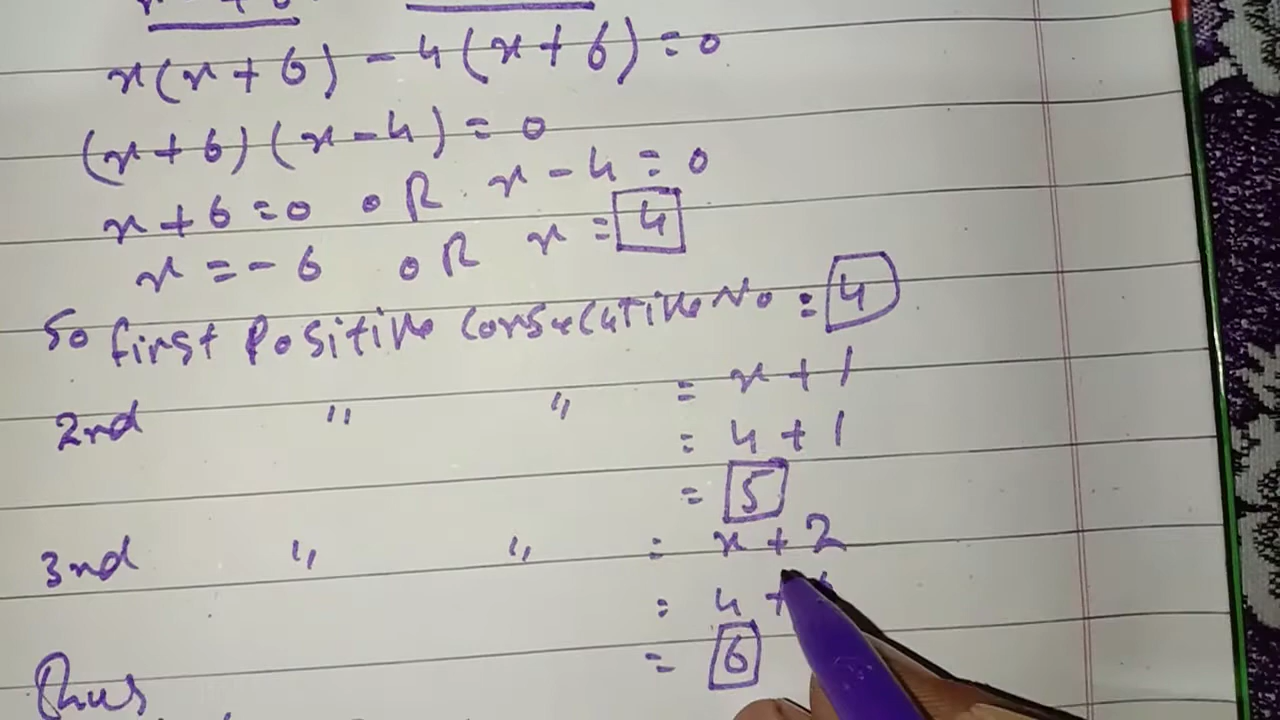 x(x+6) - 4(x+6) = 0
(x+6)(x-4) = 0
x+6=0 OR x-4=0
x=-6 OR x=4
So first Positive Consecutive No = 4
2nd " " = x+1
= 4+1
= 5
3nd " " = x+2
= 4+
= 6
Thus